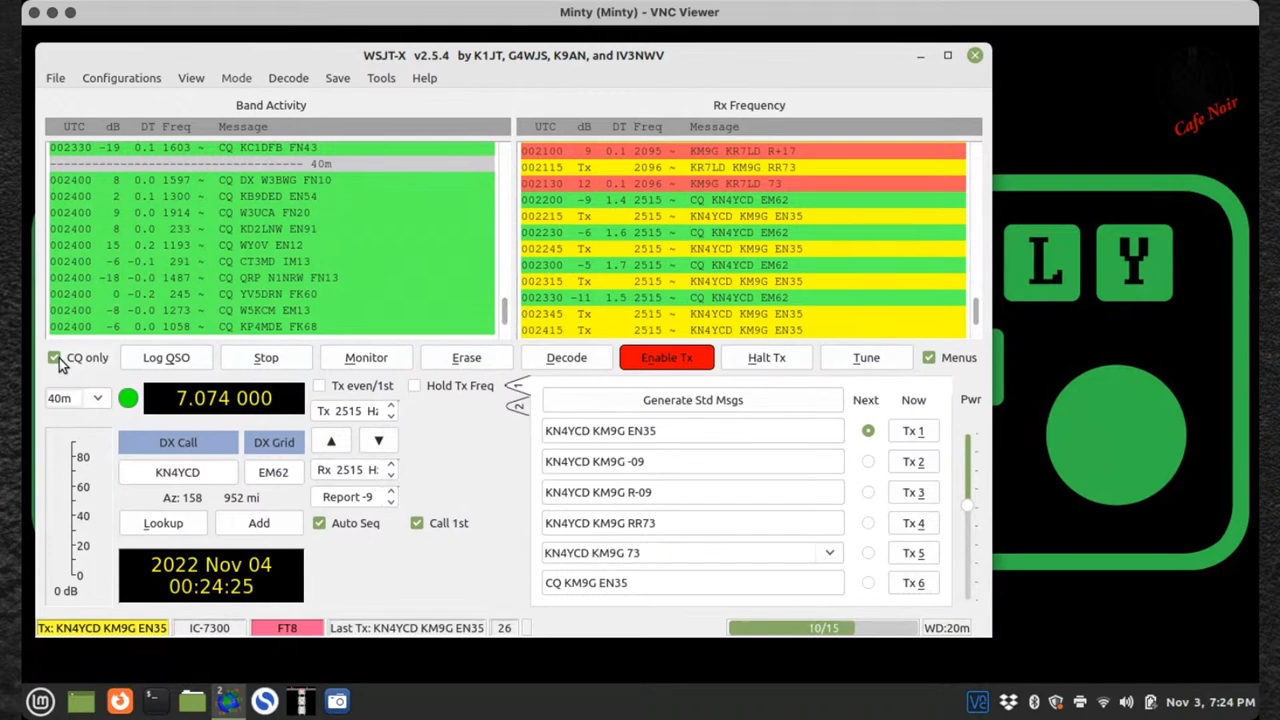 Minty (Minty) - VNC Viewer
WSJT-X v2.5.4 by K1JT, G4WJS, K9AN, and IV3NWV
File Configurations View Mode Decode Save Tools Help
Band Activity
UTC dB DT Freq Message
002330 -19 0.1 1603 ~ CQ KC1DFB FN43
------------------------------- 40m
002400 8 0.0 1597 ~ CQ DX W3BWG FN10
002400 2 0.1 1300 ~ CQ KB9DED EN54
002400 9 0.0 1914 ~ CQ W3UCA FN20
002400 8 0.0 233 ~ CQ KD2LNW EN91
002400 15 0.2 1193 ~ CQ WY0V EN12
002400 -6 -0.1 291 ~ CQ CT3MD IM13
002400 -18 -0.0 1487 ~ CQ QRP N1NRW FN13
002400 0 -0.2 245 ~ CQ YV5DRN FK60
002400 -8 -0.0 1273 ~ CQ W5KCM EM13
002400 -6 0.0 1058 ~ CQ KP4MDE FK68
Rx Frequency
UTC dB DT Freq Message
002100 9 0.1 2095 ~ KM9G KR7LD R+17
002115 Tx 2096 ~ KR7LD KM9G RR73
002130 12 0.1 2096 ~ KM9G KR7LD 73
002200 -9 1.4 2515 ~ CQ KN4YCD EM62
002215 Tx 2515 ~ KN4YCD KM9G EN35
002230 -6 1.6 2515 ~ CQ KN4YCD EM62
002245 Tx 2515 ~ KN4YCD KM9G EN35
002300 -5 1.7 2515 ~ CQ KN4YCD EM62
002315 Tx 2515 ~ KN4YCD KM9G EN35
002330 -11 1.5 2515 ~ CQ KN4YCD EM62
002345 Tx 2515 ~ KN4YCD KM9G EN35
002415 Tx 2515 ~ KN4YCD KM9G EN35
CQ only Log QSO Stop Monitor Erase Decode Enable Tx Halt Tx Tune Menus
40m 7.074 000
Tx even/1st Hold Tx Freq
Tx 2515 H
DX Call DX Grid
KN4YCD EM62
Rx 2515 H
Az: 158 952 mi
Report -9
Lookup Add
Auto Seq Call 1st
80
60
40
20
0
0 dB
2022 Nov 04
00:24:25
1
2
Generate Std Msgs Next Now Pwr
KN4YCD KM9G EN35 Tx 1
KN4YCD KM9G -09 Tx 2
KN4YCD KM9G R-09 Tx 3
KN4YCD KM9G RR73 Tx 4
KN4YCD KM9G 73 Tx 5
CQ KM9G EN35 Tx 6
Tx: KN4YCD KM9G EN35 IC-7300 FT8 Last Tx: KN4YCD KM9G EN35 26 10/15 WD:20m
Cafe Noir
L Y
2
Nov 3, 7:24 PM